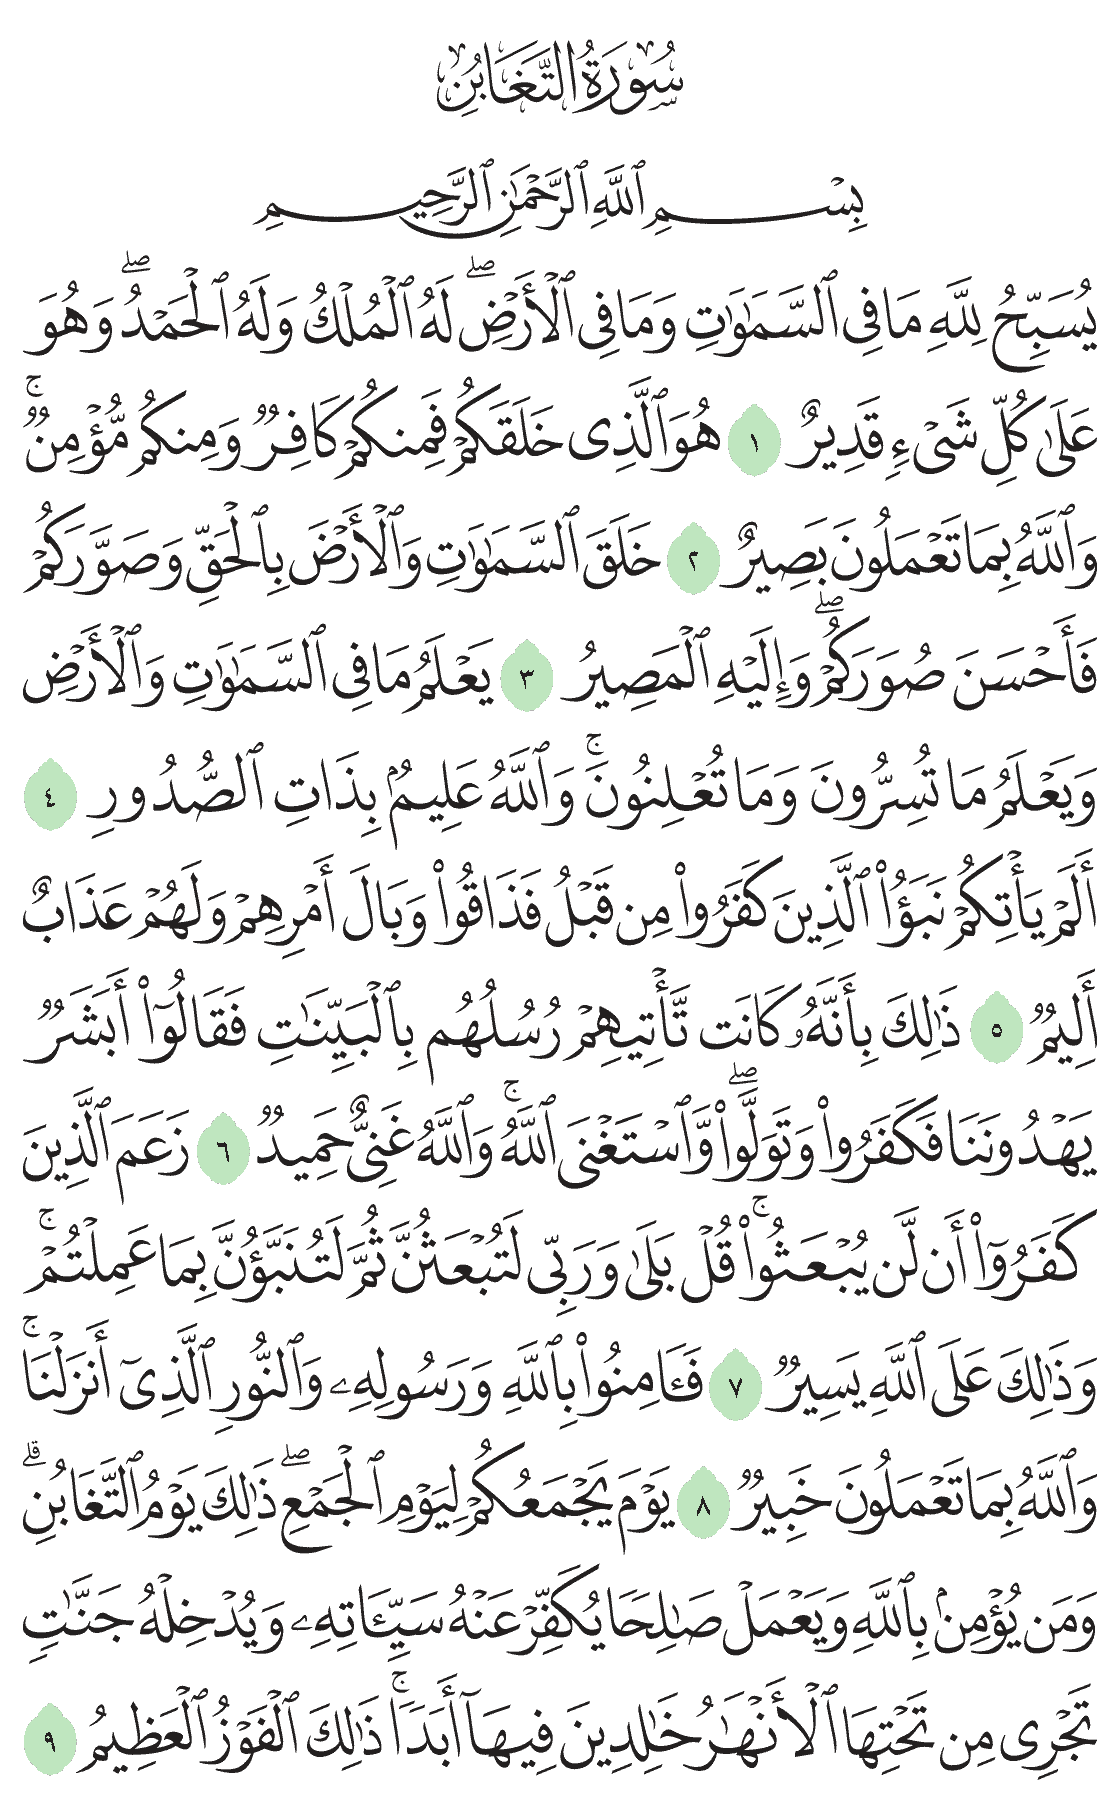 سُورَةُ التَّغَابُنِ
بِسْمِ ٱللَّهِ ٱلرَّحْمَٰنِ ٱلرَّحِيمِ
يُسَبِّحُ لِلَّهِ مَا فِى ٱلسَّمَٰوَٰتِ وَمَا فِى ٱلْأَرْضِۖ لَهُ ٱلْمُلْكُ وَلَهُ ٱلْحَمْدُۖ وَهُوَ
عَلَىٰ كُلِّ شَىْءٍ قَدِيرٌ ١ هُوَ ٱلَّذِى خَلَقَكُمْ فَمِنكُمْ كَافِرٌ وَمِنكُم مُّؤْمِنٌۚ
وَٱللَّهُ بِمَا تَعْمَلُونَ بَصِيرٌ ٢ خَلَقَ ٱلسَّمَٰوَٰتِ وَٱلْأَرْضَ بِٱلْحَقِّ وَصَوَّرَكُمْ
فَأَحْسَنَ صُوَرَكُمْۖ وَإِلَيْهِ ٱلْمَصِيرُ ٣ يَعْلَمُ مَا فِى ٱلسَّمَٰوَٰتِ وَٱلْأَرْضِ
وَيَعْلَمُ مَا تُسِرُّونَ وَمَا تُعْلِنُونَۚ وَٱللَّهُ عَلِيمٌۢ بِذَاتِ ٱلصُّدُورِ ٤
أَلَمْ يَأْتِكُمْ نَبَؤُا۟ ٱلَّذِينَ كَفَرُوا۟ مِن قَبْلُ فَذَاقُوا۟ وَبَالَ أَمْرِهِمْ وَلَهُمْ عَذَابٌ
أَلِيمٌ ٥ ذَٰلِكَ بِأَنَّهُۥ كَانَت تَّأْتِيهِمْ رُسُلُهُم بِٱلْبَيِّنَٰتِ فَقَالُوٓا۟ أَبَشَرٌ
يَهْدُونَنَا فَكَفَرُوا۟ وَتَوَلَّوا۟ۖ وَّٱسْتَغْنَى ٱللَّهُۚ وَٱللَّهُ غَنِىٌّ حَمِيدٌ ٦ زَعَمَ ٱلَّذِينَ
كَفَرُوٓا۟ أَن لَّن يُبْعَثُوا۟ۚ قُلْ بَلَىٰ وَرَبِّى لَتُبْعَثُنَّ ثُمَّ لَتُنَبَّؤُنَّ بِمَا عَمِلْتُمْۚ
وَذَٰلِكَ عَلَى ٱللَّهِ يَسِيرٌ ٧ فَـَٔامِنُوا۟ بِٱللَّهِ وَرَسُولِهِۦ وَٱلنُّورِ ٱلَّذِىٓ أَنزَلْنَاۚ
وَٱللَّهُ بِمَا تَعْمَلُونَ خَبِيرٌ ٨ يَوْمَ يَجْمَعُكُمْ لِيَوْمِ ٱلْجَمْعِۖ ذَٰلِكَ يَوْمُ ٱلتَّغَابُنِۗ
وَمَن يُؤْمِنۢ بِٱللَّهِ وَيَعْمَلْ صَٰلِحًا يُكَفِّرْ عَنْهُ سَيِّـَٔاتِهِۦ وَيُدْخِلْهُ جَنَّٰتٍ
تَجْرِى مِن تَحْتِهَا ٱلْأَنْهَٰرُ خَٰلِدِينَ فِيهَآ أَبَدًاۚ ذَٰلِكَ ٱلْفَوْزُ ٱلْعَظِيمُ ٩